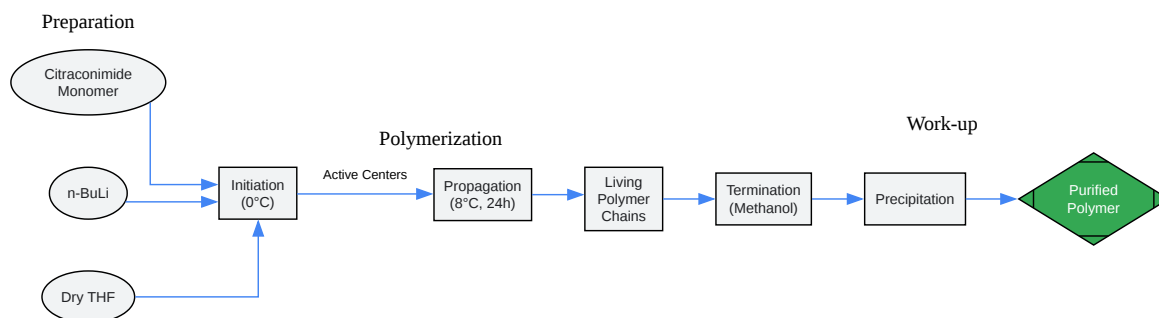 Preparation
Citraconimide
Monomer
n-BuLi
Dry THF
Initiation
(0°C)
Polymerization
Active Centers
Propagation
(8°C, 24h)
Living
Polymer
Chains
Termination
(Methanol)
Work-up
Precipitation
Purified
Polymer